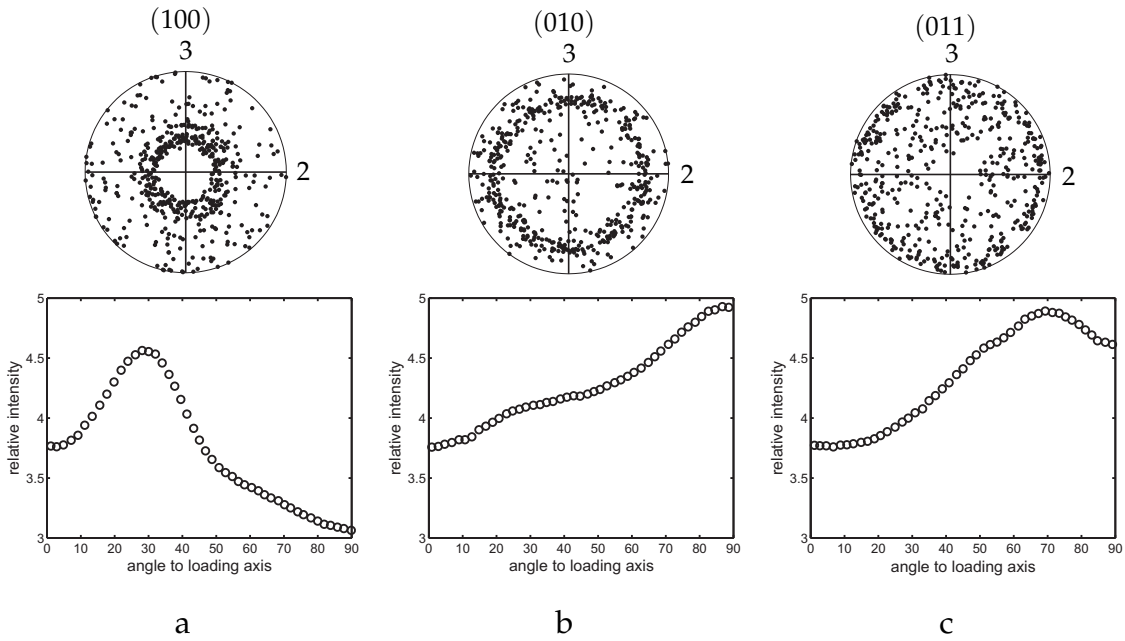 (100) (010) (011)
3 3 3
2 2 2
5 5 5
4.5 4.5 4.5
4 4 4
3.5 3.5 3.5
3 3 3
relative intensity relative intensity relative intensity
0 10 20 30 40 50 60 70 80 90 0 10 20 30 40 50 60 70 80 90 0 10 20 30 40 50 60 70 80 90
angle to loading axis angle to loading axis angle to loading axis
a b c